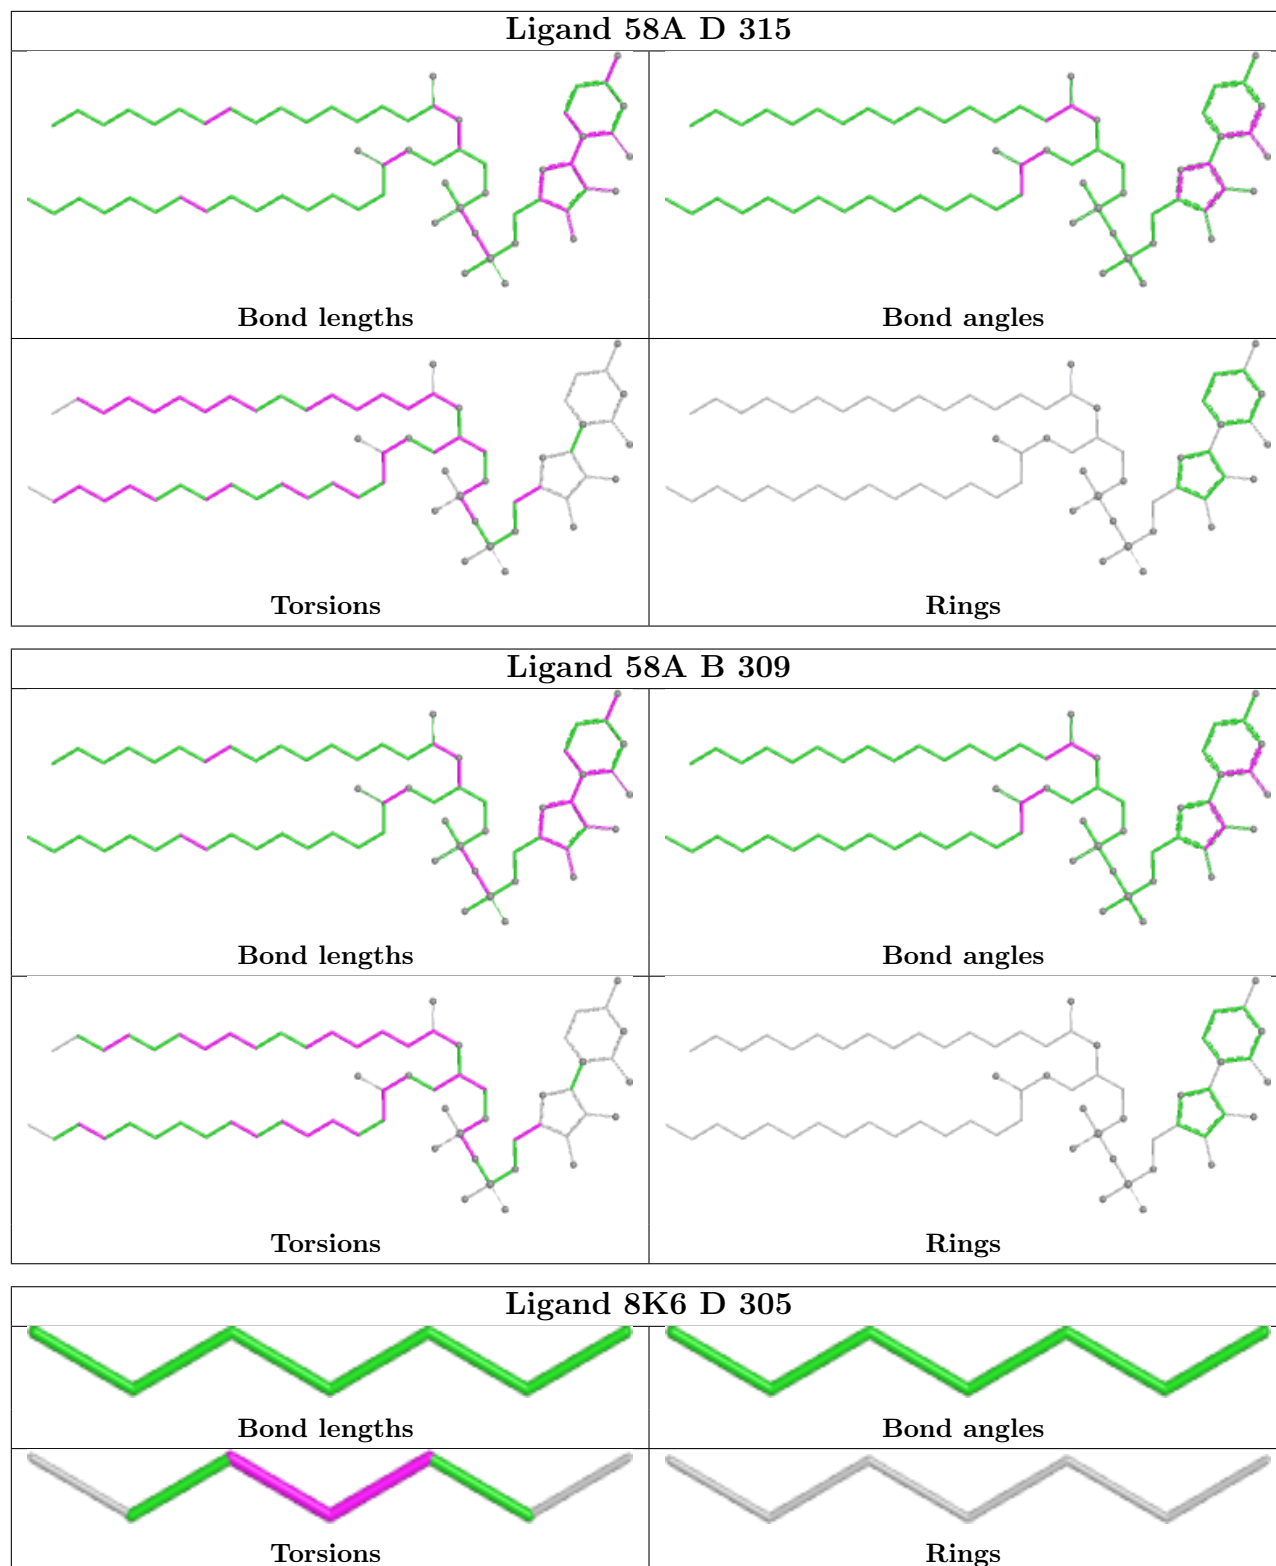 Ligand 58A D 315
Bond lengths
Bond angles
Torsions
Rings
Ligand 58A B 309
Bond lengths
Bond angles
Torsions
Rings
Ligand 8K6 D 305
Bond lengths
Bond angles
Torsions
Rings